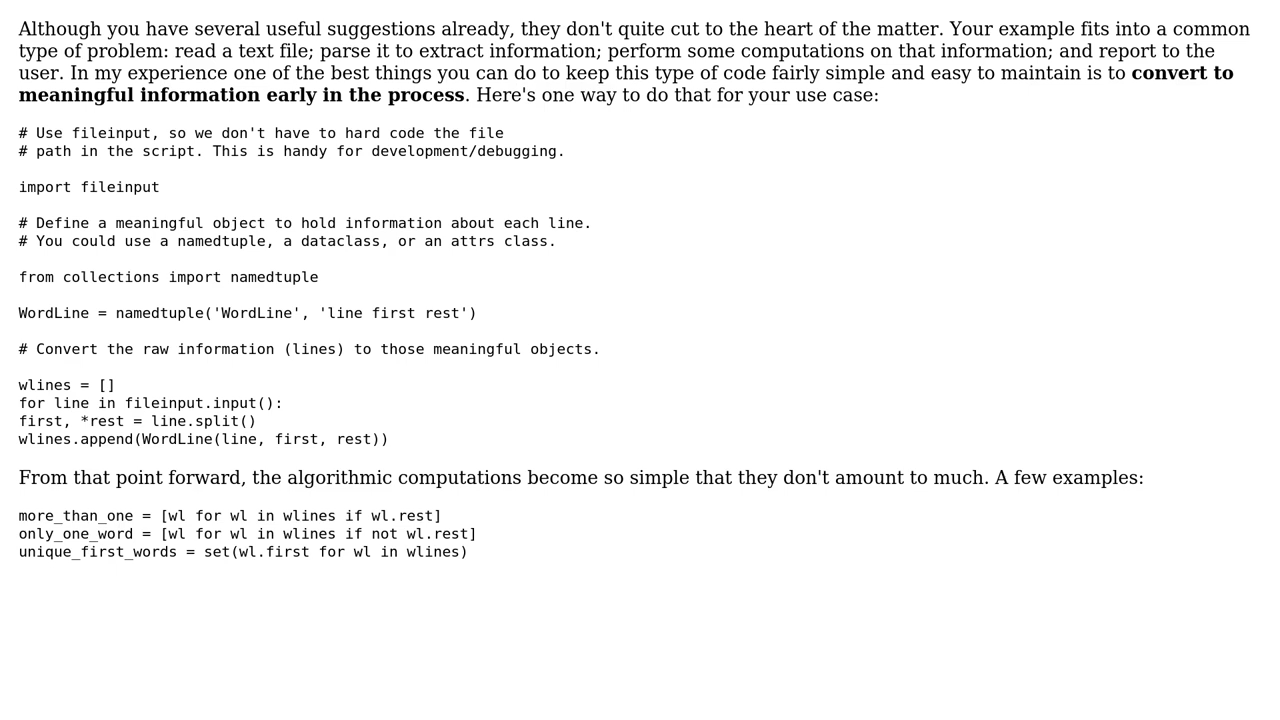 Although you have several useful suggestions already, they don't quite cut to the heart of the matter. Your example fits into a common
type of problem: read a text file; parse it to extract information; perform some computations on that information; and report to the
user. In my experience one of the best things you can do to keep this type of code fairly simple and easy to maintain is to convert to
meaningful information early in the process. Here's one way to do that for your use case:
# Use fileinput, so we don't have to hard code the file
# path in the script. This is handy for development/debugging.
import fileinput
# Define a meaningful object to hold information about each line.
# You could use a namedtuple, a dataclass, or an attrs class.
from collections import namedtuple
WordLine = namedtuple('WordLine', 'line first rest')
# Convert the raw information (lines) to those meaningful objects.
wlines = []
for line in fileinput.input():
first, *rest = line.split()
wlines.append(WordLine(line, first, rest))
From that point forward, the algorithmic computations become so simple that they don't amount to much. A few examples:
more_than_one = [wl for wl in wlines if wl.rest]
only_one_word = [wl for wl in wlines if not wl.rest]
unique_first_words = set(wl.first for wl in wlines)